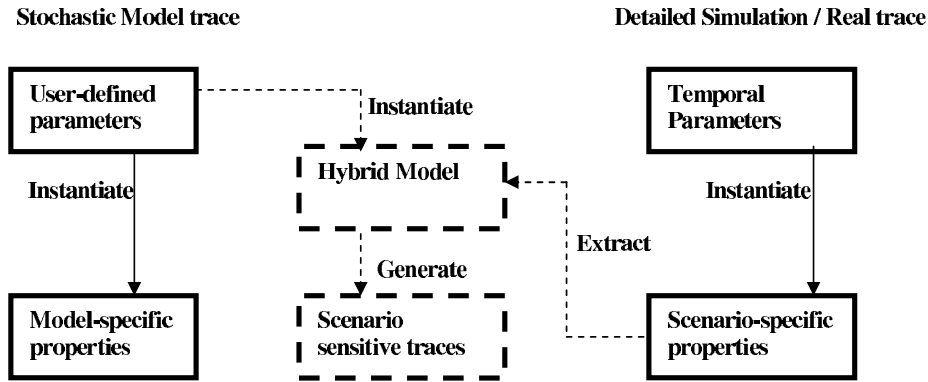 Stochastic Model trace
Detailed Simulation / Real trace
User-defined
parameters
Instantiate
Temporal
Parameters
Hybrid Model
Instantiate
Instantiate
Extract
Generate
Model-specific
properties
Scenario
sensitive traces
Scenario-specific
properties